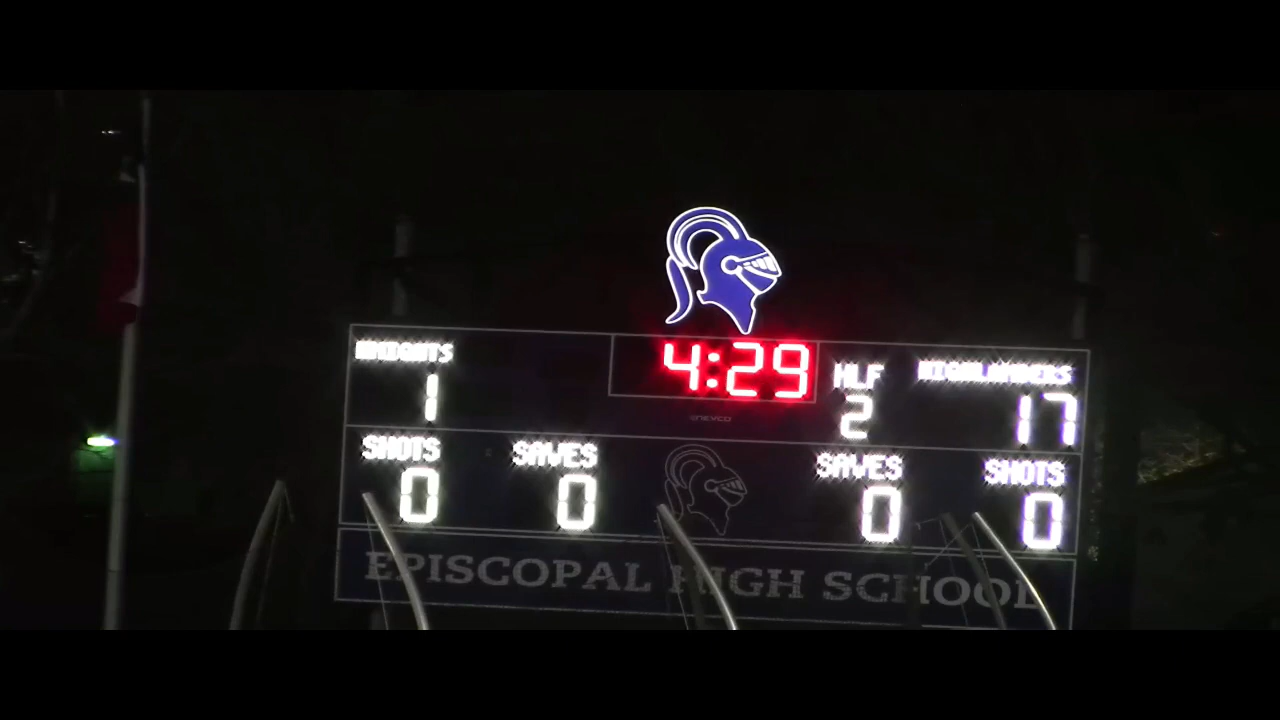 KNIGHTS 4:29 HLF HIGHLANDERS
1 2 17
NEVCO
SHOTS SAVES SAVES SHOTS
0 0 0 0
EPISCOPAL HIGH SCHOOL